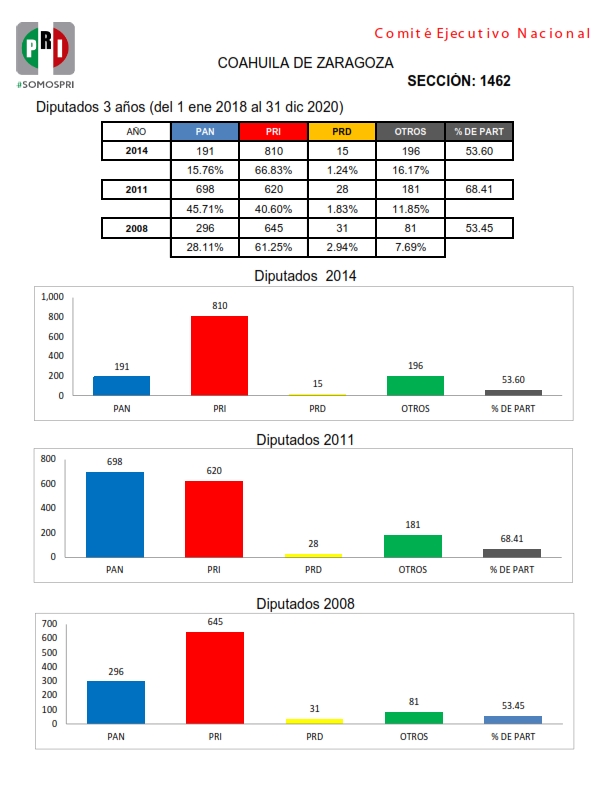 Comité Ejecutivo Nacional
PRI
#SOMOSPRI
COAHUILA DE ZARAGOZA
SECCIÓN: 1462
Diputados 3 años (del 1 ene 2018 al 31 dic 2020)
AÑO PAN PRI PRD OTROS % DE PART
2014 191 810 15 196 53.60
15.76% 66.83% 1.24% 16.17%
2011 698 620 28 181 68.41
45.71% 40.60% 1.83% 11.85%
2008 296 645 31 81 53.45
28.11% 61.25% 2.94% 7.69%
Diputados 2014
1,000
800
600
400
200
0
191 810 15 196 53.60
PAN PRI PRD OTROS % DE PART
Diputados 2011
800
600
400
200
0
698 620 28 181 68.41
PAN PRI PRD OTROS % DE PART
Diputados 2008
700
600
500
400
300
200
100
0
296 645 31 81 53.45
PAN PRI PRD OTROS % DE PART